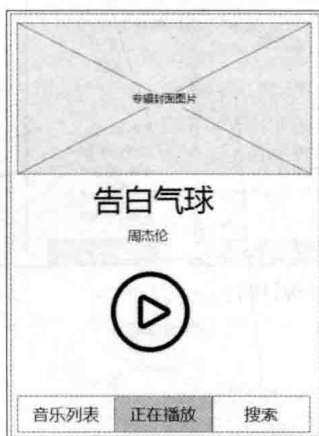 专辑封面图片
告白气球
周杰伦
音乐列表 正在播放 搜索